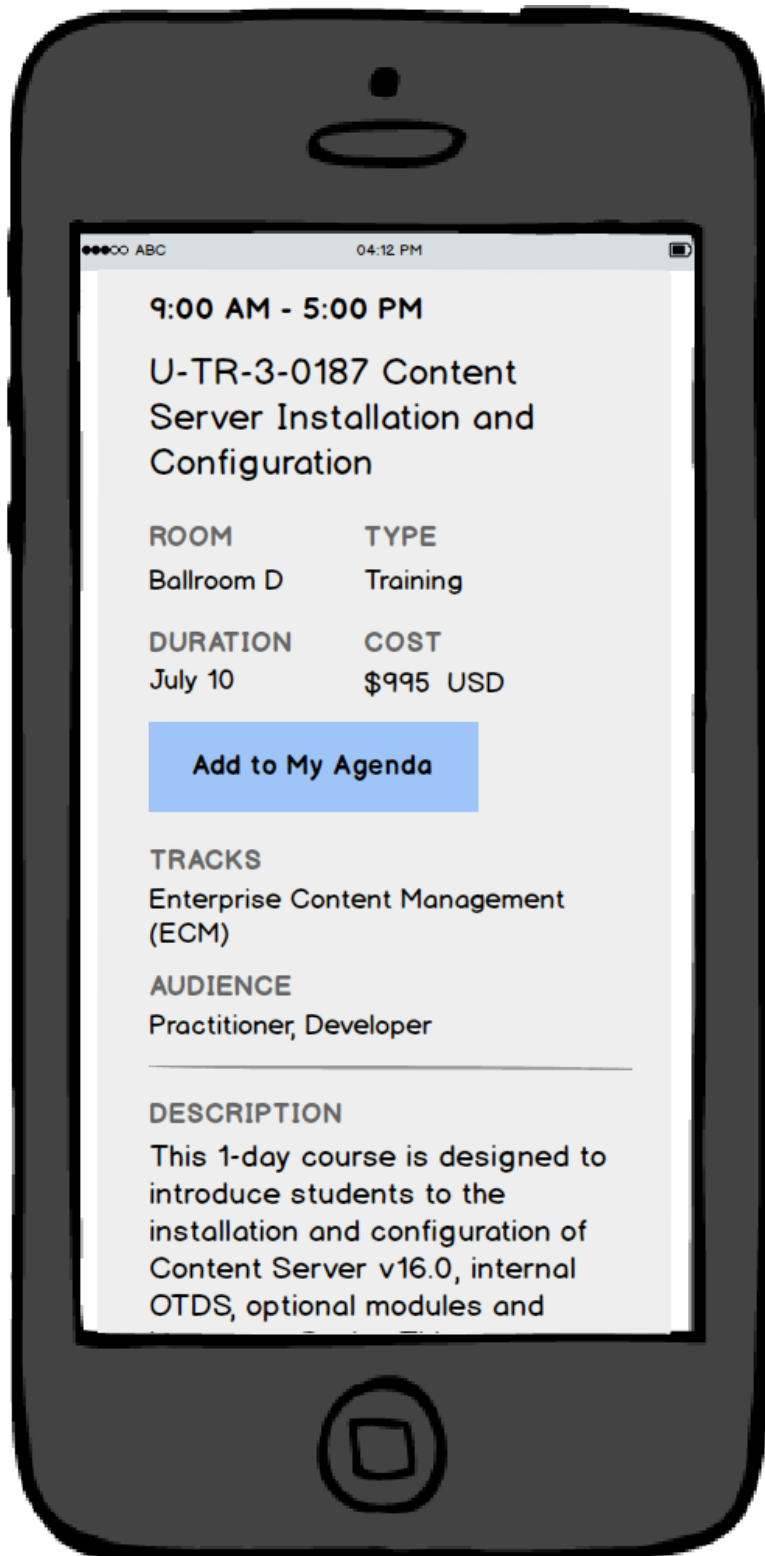 ABC 04:12 PM
9:00 AM - 5:00 PM
U-TR-3-0187 Content
Server Installation and
Configuration
ROOM TYPE
Ballroom D Training
DURATION COST
July 10 $995 USD
Add to My Agenda
TRACKS
Enterprise Content Management
(ECM)
AUDIENCE
Practitioner, Developer
DESCRIPTION
This 1-day course is designed to
introduce students to the
installation and configuration of
Content Server v16.0, internal
OTDS, optional modules and